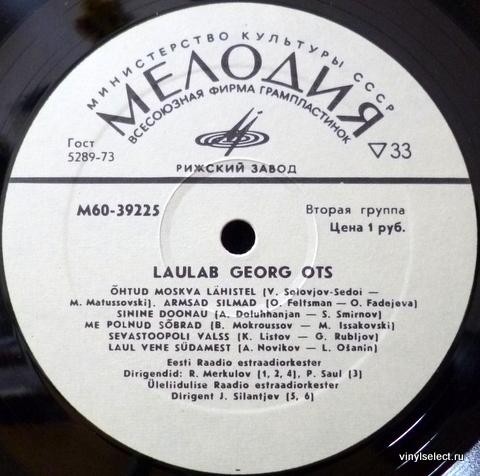 МИНИСТЕРСТВО КУЛЬТУРЫ СССР
МЕЛОДИЯ
ВСЕСОЮЗНАЯ ФИРМА ГРАМПЛАСТИНОК
Гост
5289-73
▽33
РИЖСКИЙ ЗАВОД
М60-39225
Вторая группа
Цена 1 руб.
LAULAB GEORG OTS
ÕHTUD MOSKVA LÄHISTEL (V. Solovjov-Sedoi —
M. Matussovski). ARMSAD SILMAD (O. Feltsman — O. Fadejeva)
SININE DOONAU (A. Doluhhanjan — S. Smirnov)
ME POLNUD SÕBRAD (B. Mokroussov — M. Issakovski)
SEVASTOOPOLI VALSS (K. Listov — G. Rubljov)
LAUL VENE SÜDAMEST (A. Novikov — L. Ošanin)
Eesti Raadio estraadiorkester
Dirigendid: R. Merkulov (1, 2, 4), P. Saul (3)
Üleliidulise Raadio estraadiorkester
Dirigent J. Silantjev (5, 6)
vinylselect.ru